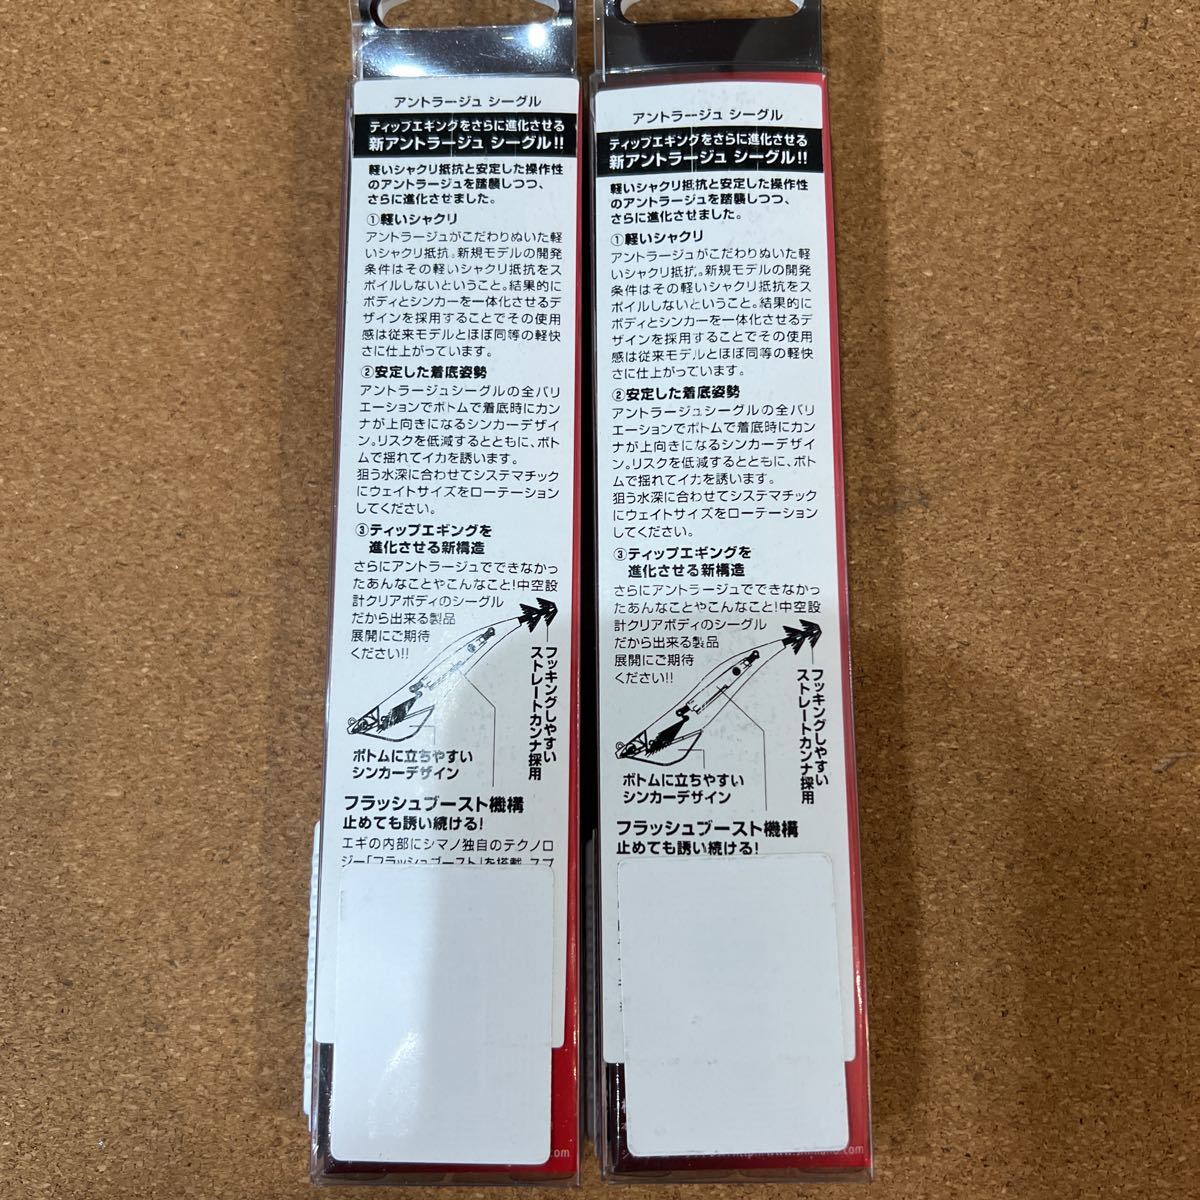 アントラージュ シーグル
ティップエギングをさらに進化させる
新アントラージュ シーグル!!
軽いシャクリ抵抗と安定した操作性
のアントラージュを踏襲しつつ、
さらに進化させました。
①軽いシャクリ
アントラージュがこだわりぬいた軽
いシャクリ抵抗。新規モデルの開発
条件はその軽いシャクリ抵抗をス
ポイルしないということ。結果的に
ボディとシンカーを一体化させるデ
ザインを採用することでその使用
感は従来モデルとほぼ同等の軽快
さに仕上がっています。
②安定した着底姿勢
アントラージュシーグルの全バリ
エーションでボトムで着底時にカン
ナが上向きになるシンカーデザイ
ン。リスクを低減するとともに、ボト
ムで揺れてイカを誘います。
狙う水深に合わせてシステマチック
にウェイトサイズをローテーション
してください。
③ティップエギングを
進化させる新構造
さらにアントラージュでできなかっ
たあんなことやこんなこと!中空設
計クリアボディのシーグル
だから出来る製品
展開にご期待
ください!!
フッキングしやすい
ストレートカンナ採用
ボトムに立ちやすい
シンカーデザイン
フラッシュブースト機構
止めても誘い続ける!
エギの内部にシマノ独自のテクノロ
ジー「フラッシュブースト」を搭載。スプ
.com
アントラージュ シーグル
ティップエギングをさらに進化させる
新アントラージュ シーグル!!
軽いシャクリ抵抗と安定した操作性
のアントラージュを踏襲しつつ、
さらに進化させました。
①軽いシャクリ
アントラージュがこだわりぬいた軽
いシャクリ抵抗。新規モデルの開発
条件はその軽いシャクリ抵抗をス
ポイルしないということ。結果的に
ボディとシンカーを一体化させるデ
ザインを採用することでその使用
感は従来モデルとほぼ同等の軽快
さに仕上がっています。
②安定した着底姿勢
アントラージュシーグルの全バリ
エーションでボトムで着底時にカン
ナが上向きになるシンカーデザイ
ン。リスクを低減するとともに、ボト
ムで揺れてイカを誘います。
狙う水深に合わせてシステマチック
にウェイトサイズをローテーション
してください。
③ティップエギングを
進化させる新構造
さらにアントラージュでできなかっ
たあんなことやこんなこと!中空設
計クリアボディのシーグル
だから出来る製品
展開にご期待
ください!!
フッキングしやすい
ストレートカンナ採用
ボトムに立ちやすい
シンカーデザイン
フラッシュブースト機構
止めても誘い続ける!